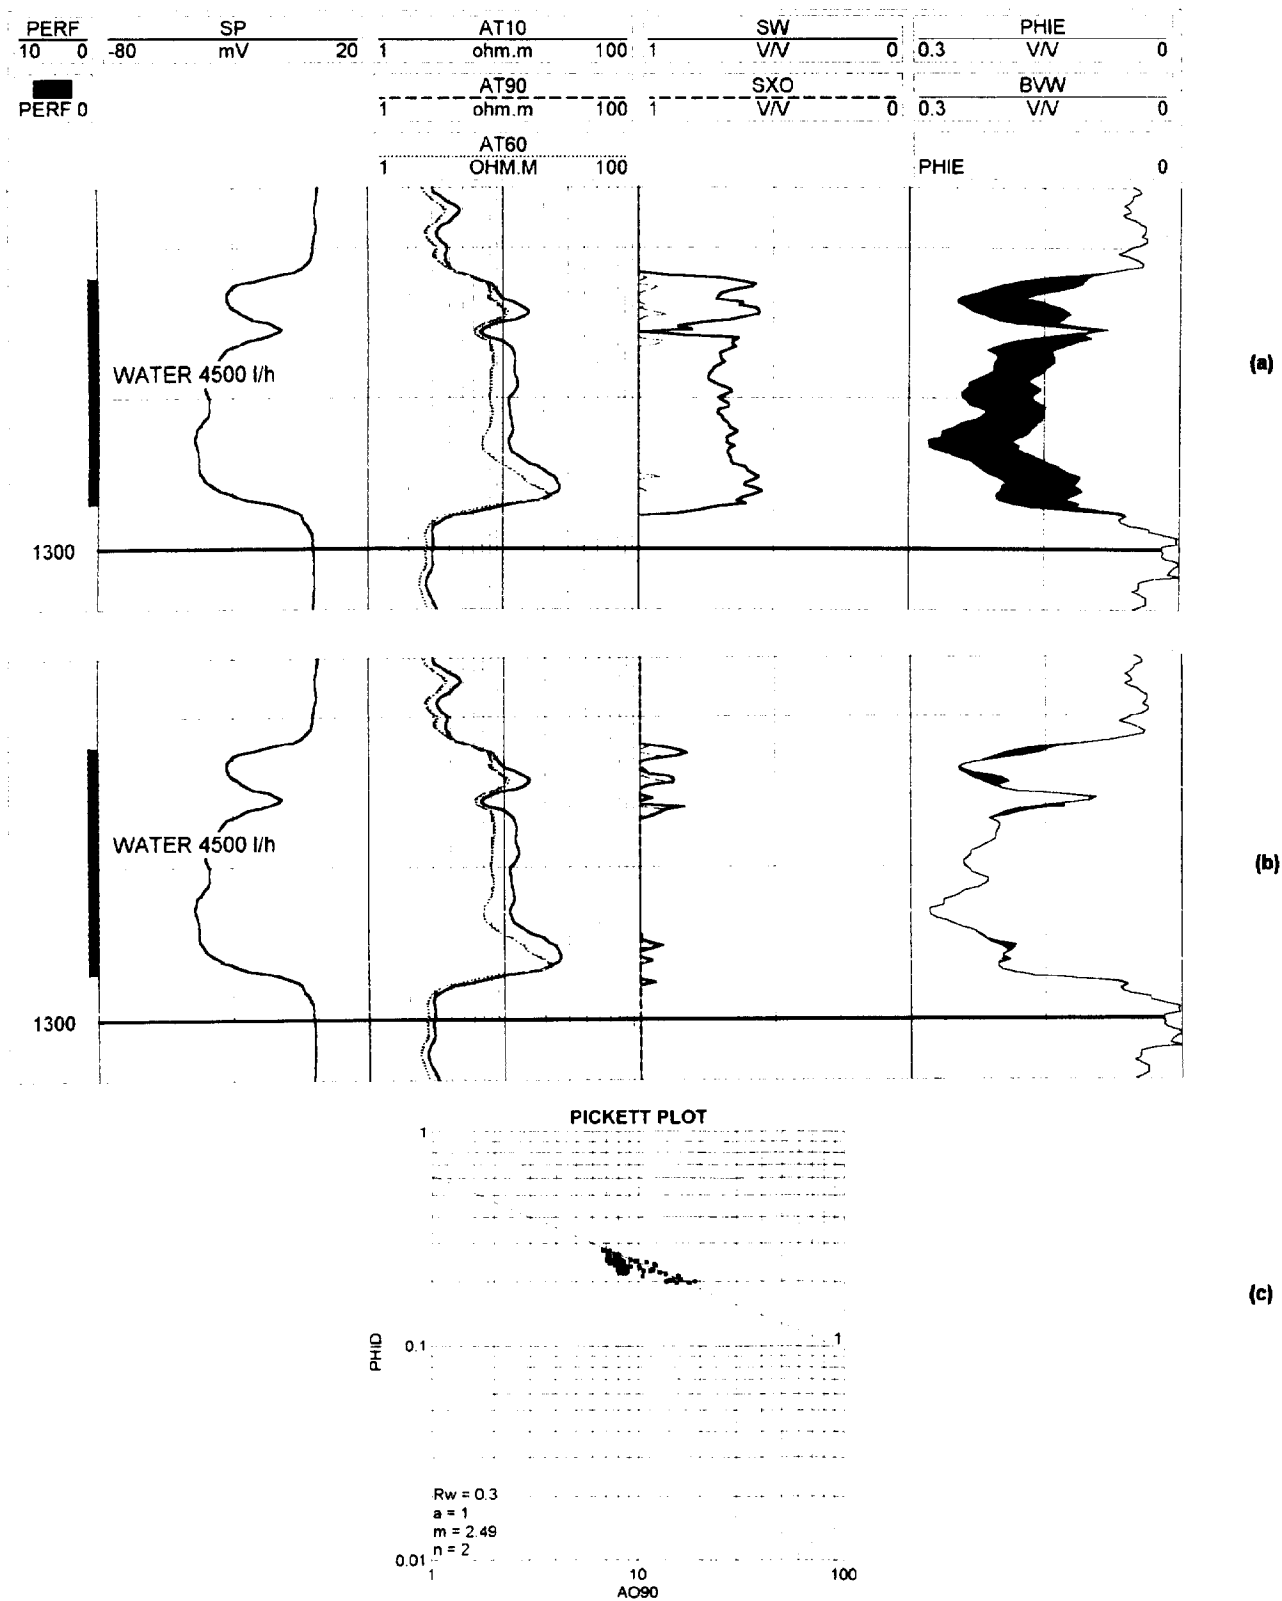 PERF SP AT10 SW PHIE
10 0 -80 mV 20 1 ohm.m 100 1 V/V 0 0.3 V/V 0
AT90 SXO BVW
PERF 0 1 ohm.m 100 1 V/V 0 0.3 V/V 0
AT60
1 OHM.M 100 PHIE 0
(a)
WATER 4500 l/h
1300
WATER 4500 l/h
(b)
1300
PICKETT PLOT
1
(c)
PHID
0.1
1
Rw = 0.3
a = 1
m = 2.49
n = 2
0.01
1 10 100
AO90